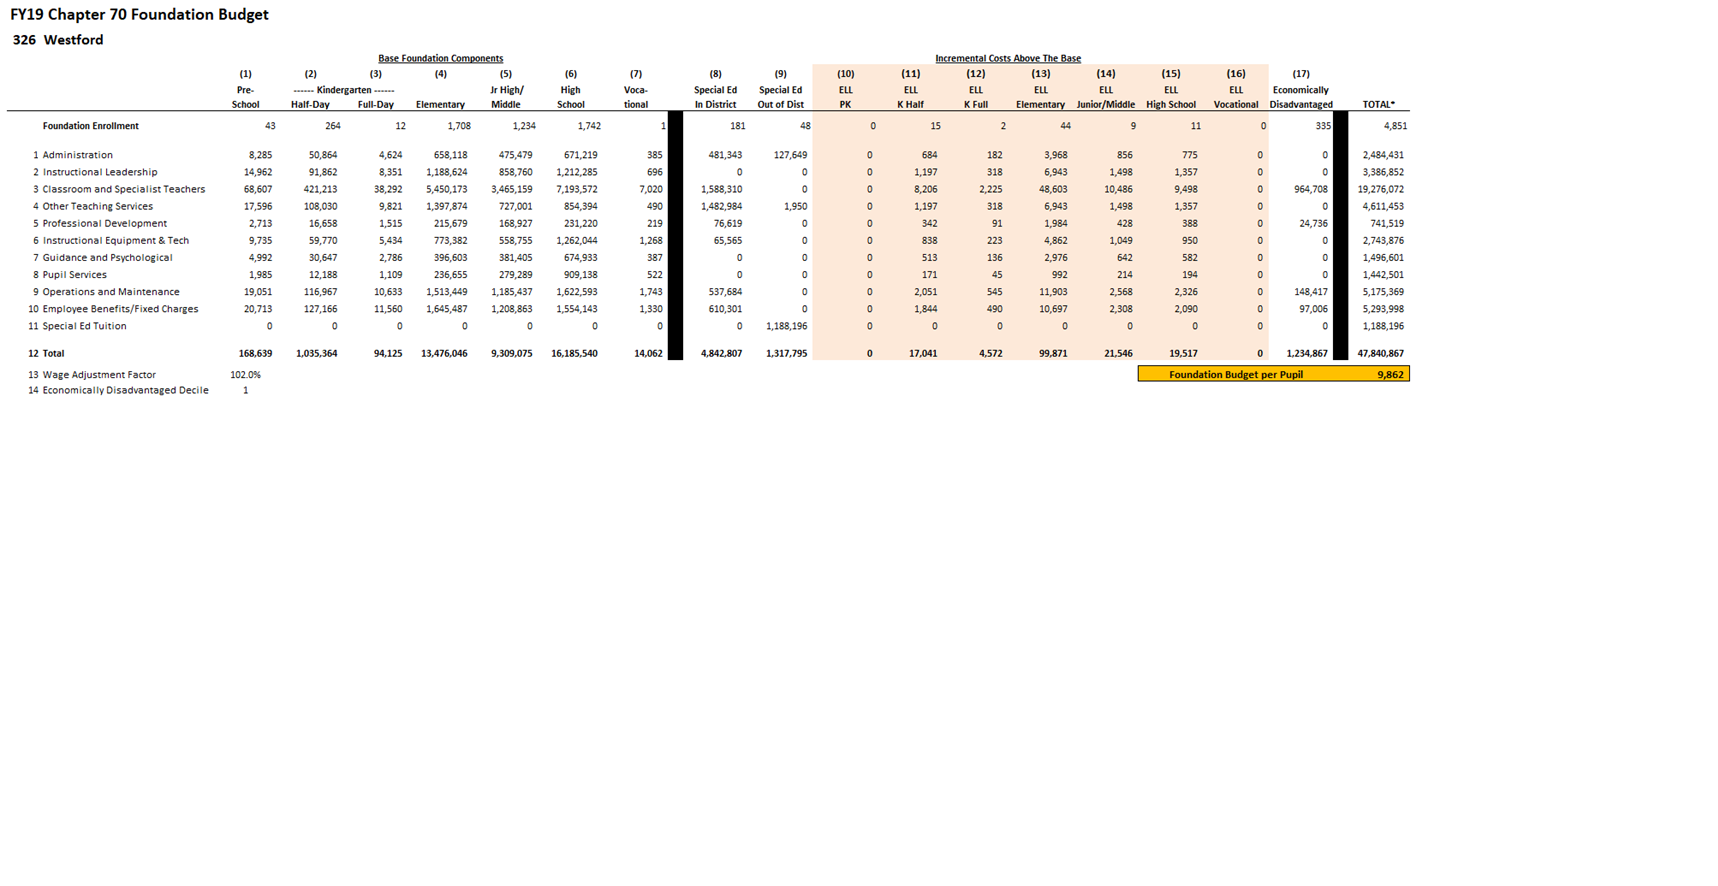 FY19 Chapter 70 Foundation Budget
326 Westford
Base Foundation Components Incremental Costs Above The Base
(1) (2) (3) (4) (5) (6) (7) (8) (9) (10) (11) (12) (13) (14) (15) (16) (17)
Pre- ------ Kindergarten ------ Jr High/ High Voca- Special Ed Special Ed ELL ELL ELL ELL ELL ELL ELL Economically
School Half-Day Full-Day Elementary Middle School tional In District Out of Dist PK K Half K Full Elementary Junior/Middle High School Vocational Disadvantaged TOTAL*
Foundation Enrollment 43 264 12 1,708 1,234 1,742 1 181 48 0 15 2 44 9 11 0 335 4,851
1 Administration 8,285 50,864 4,624 658,118 475,479 671,219 385 481,343 127,649 0 684 182 3,968 856 775 0 0 2,484,431
2 Instructional Leadership 14,962 91,862 8,351 1,188,624 858,760 1,212,285 696 0 0 0 1,197 318 6,943 1,498 1,357 0 0 3,386,852
3 Classroom and Specialist Teachers 68,607 421,213 38,292 5,450,173 3,465,159 7,193,572 7,020 1,588,310 0 0 8,206 2,225 48,603 10,486 9,498 0 964,708 19,276,072
4 Other Teaching Services 17,596 108,030 9,821 1,397,874 727,001 854,394 490 1,482,984 1,950 0 1,197 318 6,943 1,498 1,357 0 0 4,611,453
5 Professional Development 2,713 16,658 1,515 215,679 168,927 231,220 219 76,619 0 0 342 91 1,984 428 388 0 24,736 741,519
6 Instructional Equipment & Tech 9,735 59,770 5,434 773,382 558,755 1,262,044 1,268 65,565 0 0 838 223 4,862 1,049 950 0 0 2,743,876
7 Guidance and Psychological 4,992 30,647 2,786 396,603 381,405 674,933 387 0 0 0 513 136 2,976 642 582 0 0 1,496,601
8 Pupil Services 1,985 12,188 1,109 236,655 279,289 909,138 522 0 0 0 171 45 992 214 194 0 0 1,442,501
9 Operations and Maintenance 19,051 116,967 10,633 1,513,449 1,185,437 1,622,593 1,743 537,684 0 0 2,051 545 11,903 2,568 2,326 0 148,417 5,175,369
10 Employee Benefits/Fixed Charges 20,713 127,166 11,560 1,645,487 1,208,863 1,554,143 1,330 610,301 0 0 1,844 490 10,697 2,308 2,090 0 97,006 5,293,998
11 Special Ed Tuition 0 0 0 0 0 0 0 0 1,188,196 0 0 0 0 0 0 0 0 1,188,196
12 Total 168,639 1,035,364 94,125 13,476,046 9,309,075 16,185,540 14,062 4,842,807 1,317,795 0 17,041 4,572 99,871 21,546 19,517 0 1,234,867 47,840,867
13 Wage Adjustment Factor 102.0% Foundation Budget per Pupil 9,862
14 Economically Disadvantaged Decile 1